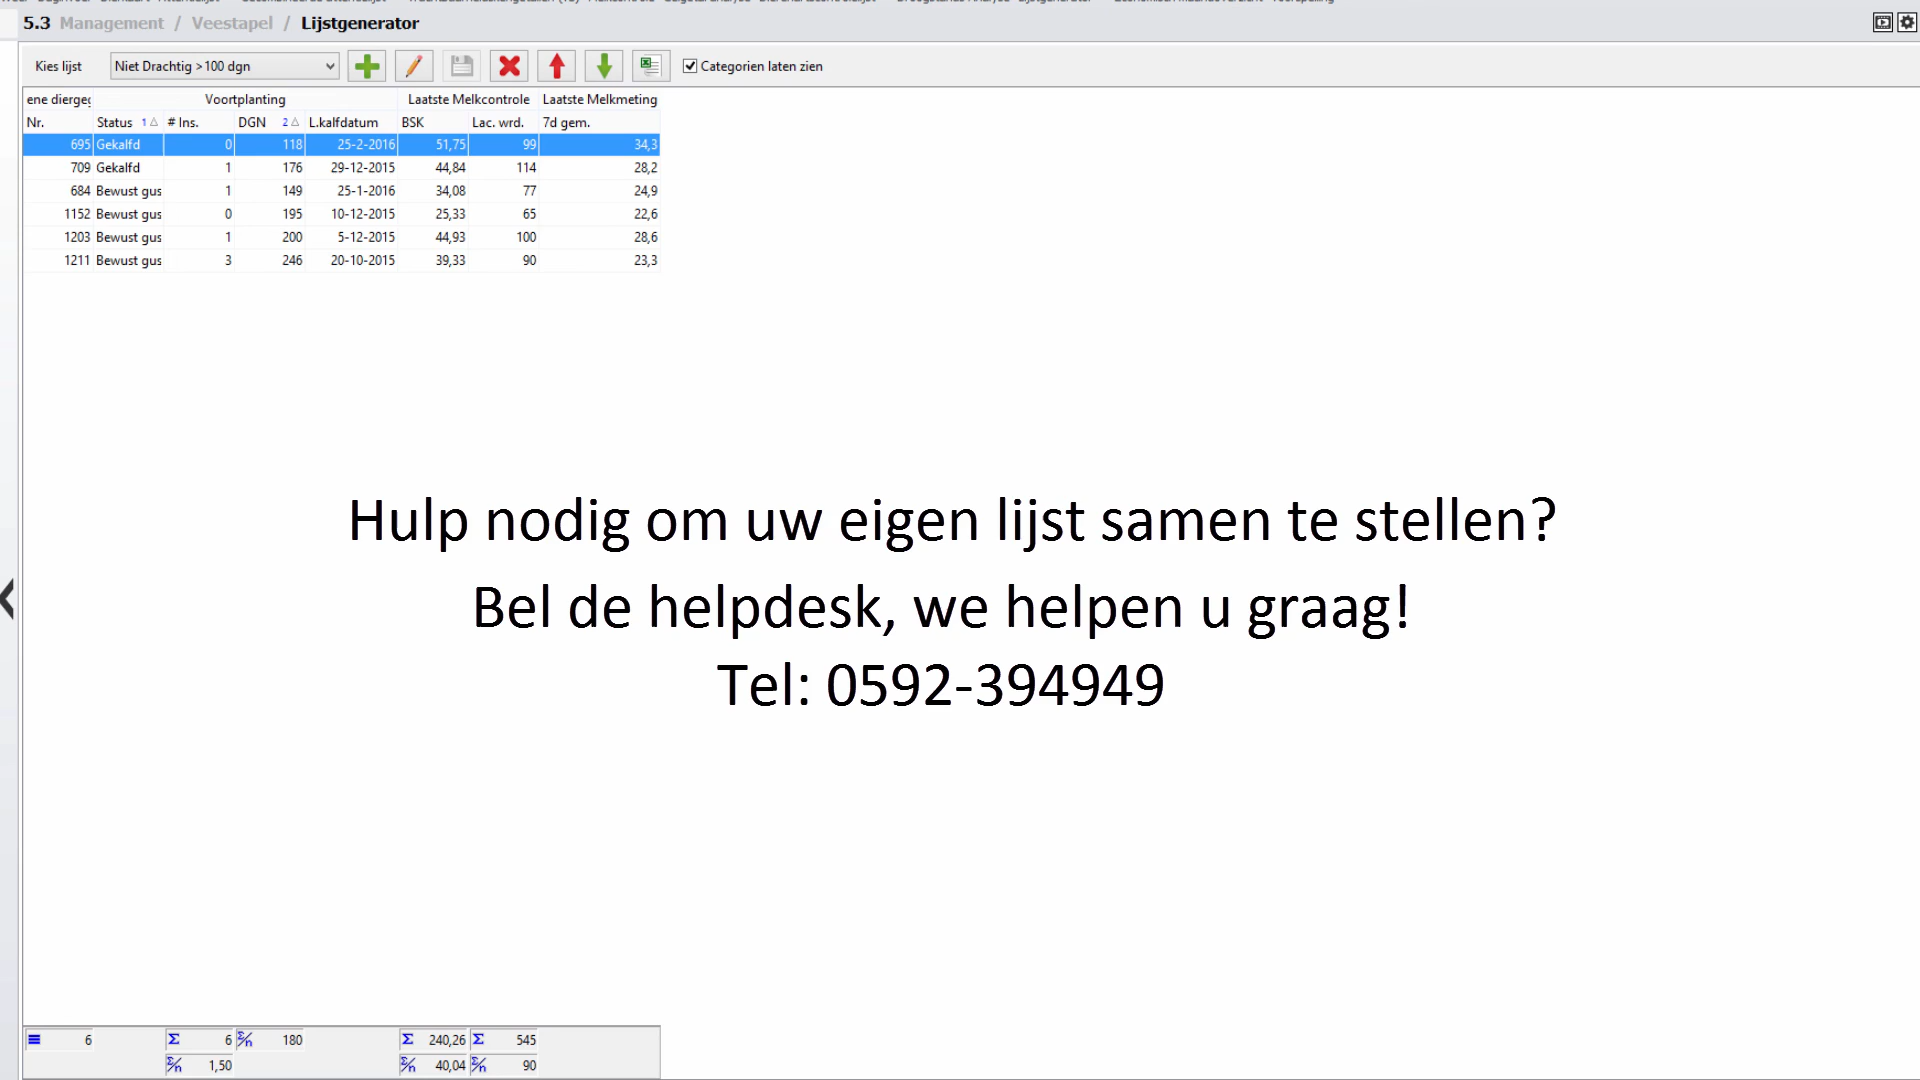 5.3 Management / Veestapel / Lijstgenerator
Kies lijst Niet Drachtig >100 dgn Categorien laten zien
ene dierge Voortplanting Laatste Melkcontrole Laatste Melkmeting
Nr. Status 1 # Ins. DGN 2 L.kalfdatum BSK Lac. wrd. 7d gem.
695 Gekalfd 0 118 25-2-2016 51,75 99 34,3
709 Gekalfd 1 176 29-12-2015 44,84 114 28,2
684 Bewust gus 1 149 25-1-2016 34,08 77 24,9
1152 Bewust gus 0 195 10-12-2015 25,33 65 22,6
1203 Bewust gus 1 200 5-12-2015 44,93 100 28,6
1211 Bewust gus 3 246 20-10-2015 39,33 90 23,3
Hulp nodig om uw eigen lijst samen te stellen?
Bel de helpdesk, we helpen u graag!
Tel: 0592-394949
6 Σ 6 Σ/n 180 Σ 240,26 Σ 545
Σ/n 1,50 Σ/n 40,04 Σ/n 90